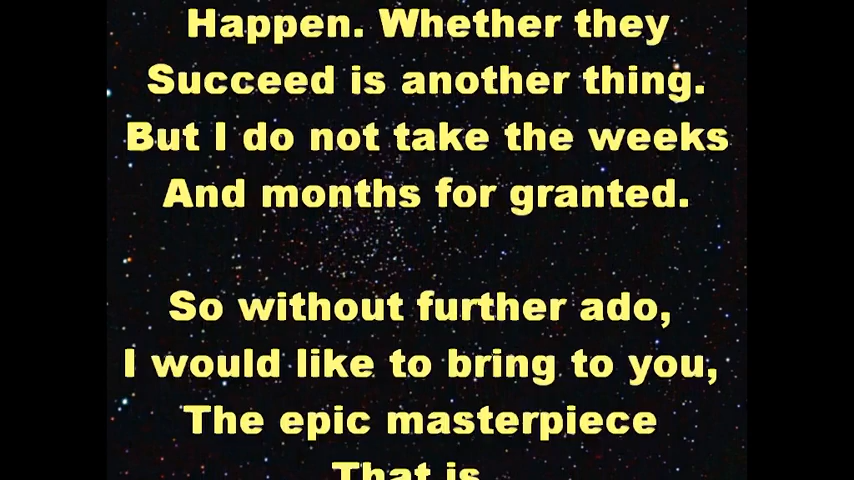 Happen. Whether they
Succeed is another thing.
But I do not take the weeks
And months for granted.
So without further ado,
I would like to bring to you,
The epic masterpiece
That is